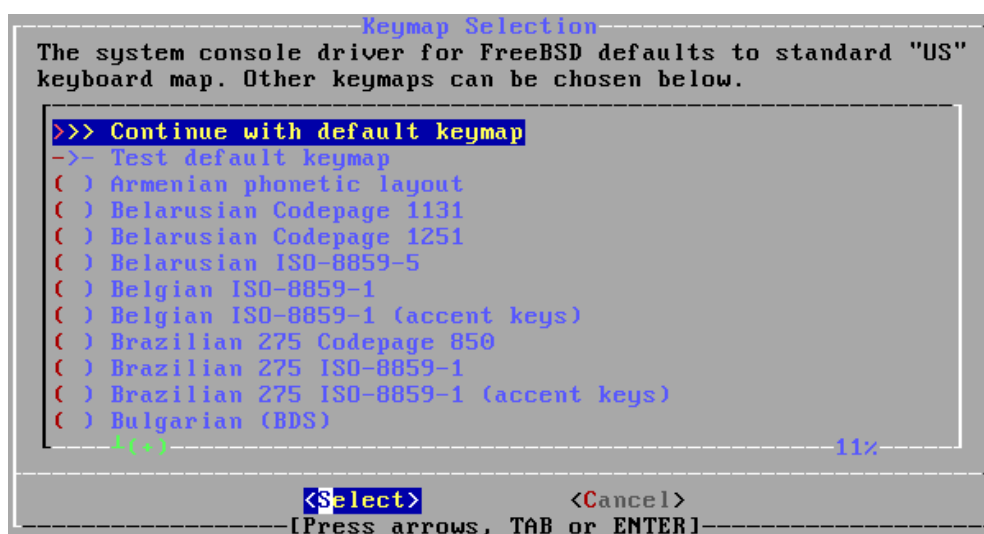 Keymap Selection
The system console driver for FreeBSD defaults to standard "US"
keyboard map. Other keymaps can be chosen below.
>>> Continue with default keymap
->- Test default keymap
( ) Armenian phonetic layout
( ) Belarusian Codepage 1131
( ) Belarusian Codepage 1251
( ) Belarusian ISO-8859-5
( ) Belgian ISO-8859-1
( ) Belgian ISO-8859-1 (accent keys)
( ) Brazilian 275 Codepage 850
( ) Brazilian 275 ISO-8859-1
( ) Brazilian 275 ISO-8859-1 (accent keys)
( ) Bulgarian (BDS)
┴(+) 11%
<Select> <Cancel>
[Press arrows, TAB or ENTER]